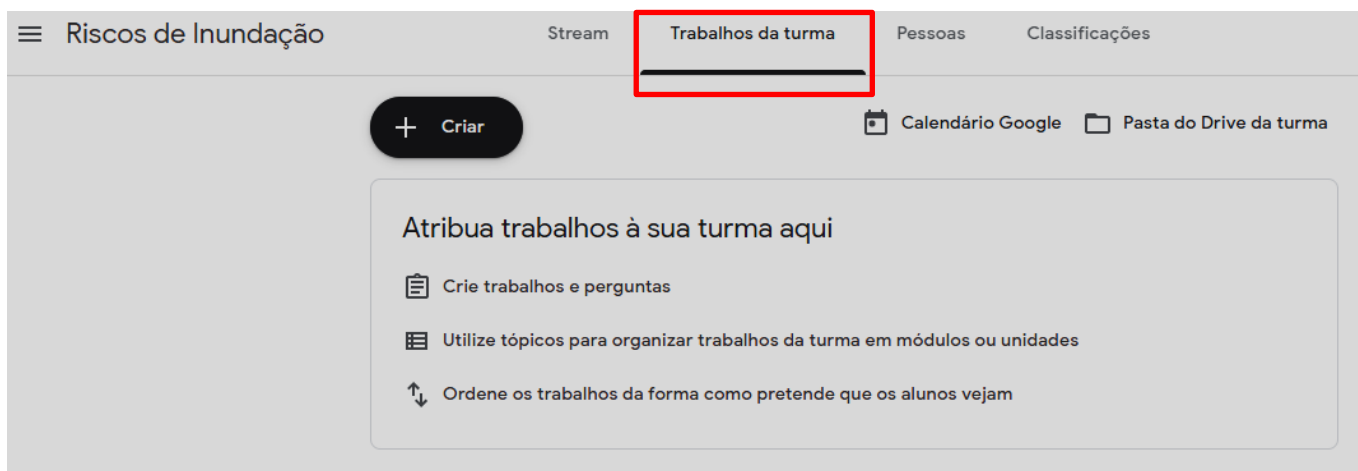 Riscos de Inundação
Stream Trabalhos da turma Pessoas Classificações
Criar
Calendário Google Pasta do Drive da turma
Atribua trabalhos à sua turma aqui
Crie trabalhos e perguntas
Utilize tópicos para organizar trabalhos da turma em módulos ou unidades
Ordene os trabalhos da forma como pretende que os alunos vejam